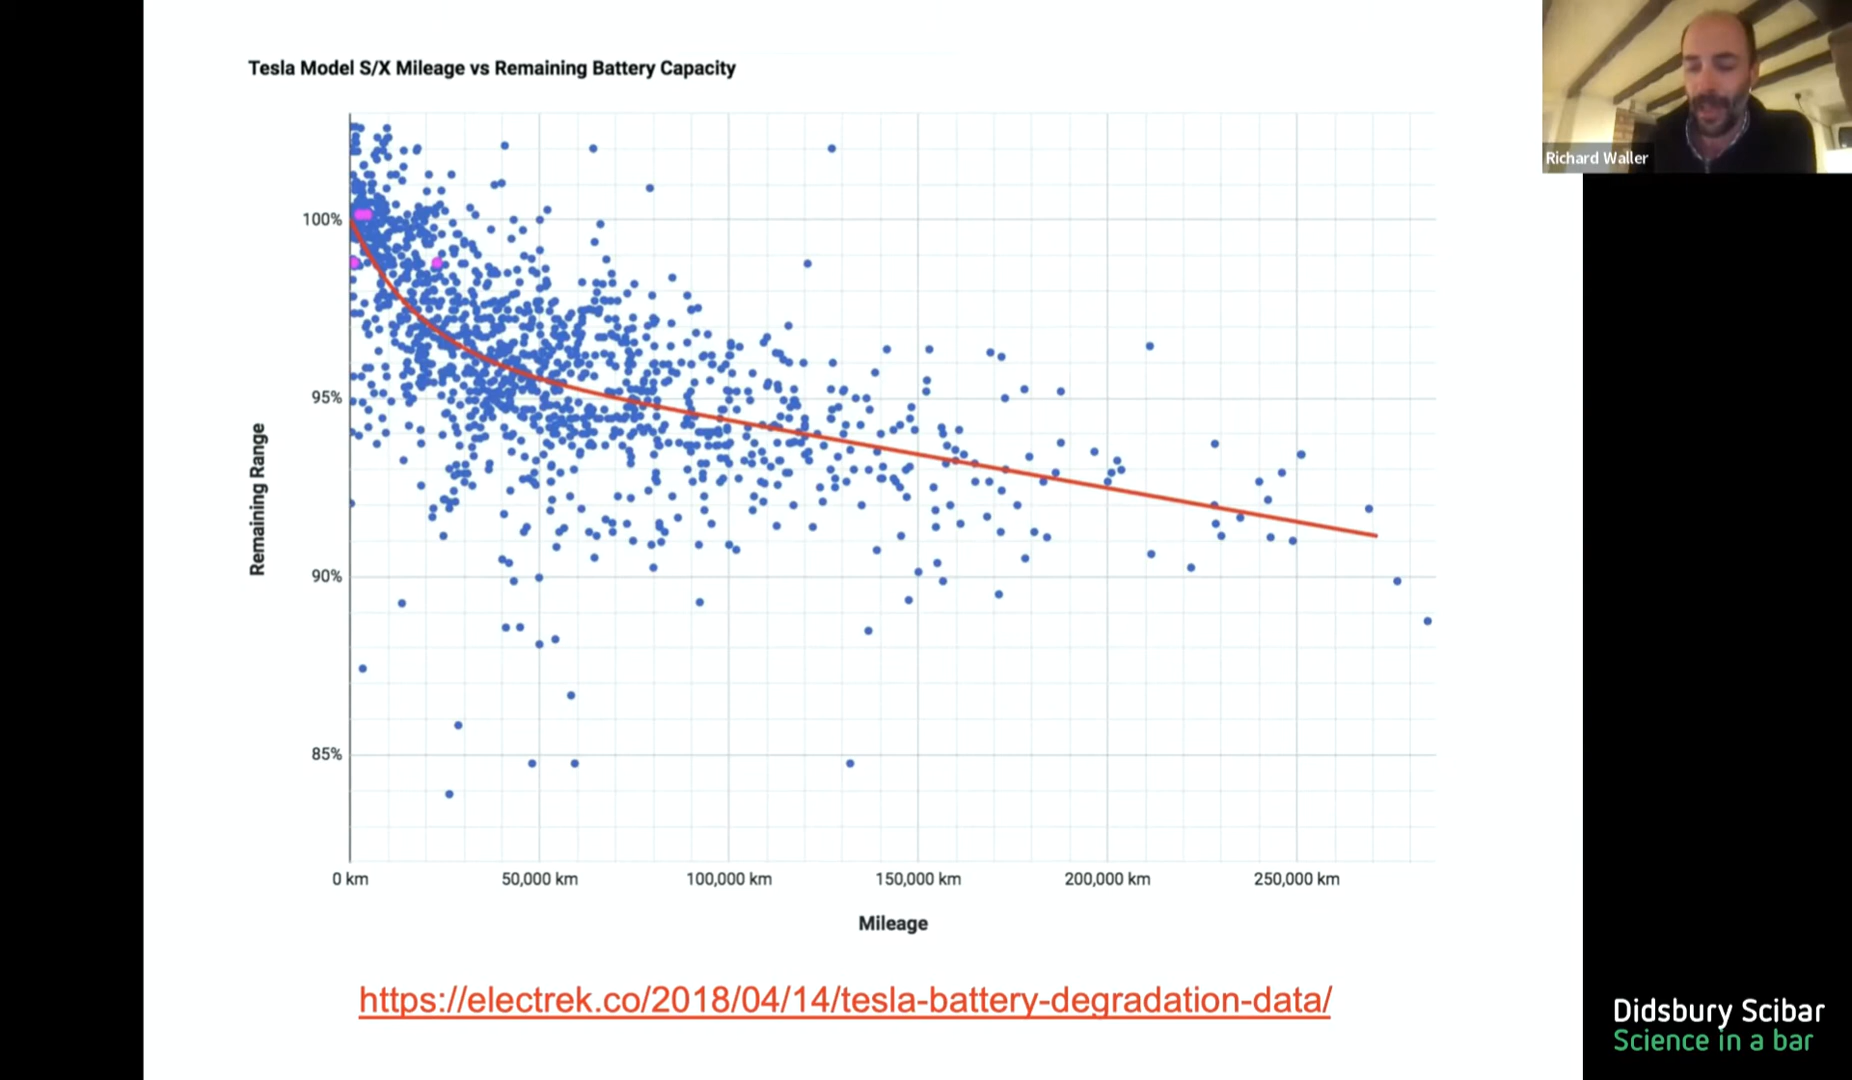 Tesla Model S/X Mileage vs Remaining Battery Capacity
Richard Waller
100%
95%
90%
85%
Remaining Range
0 km
50,000 km
100,000 km
150,000 km
200,000 km
250,000 km
Mileage
https://electrek.co/2018/04/14/tesla-battery-degradation-data/
Didsbury Scibar
Science in a bar